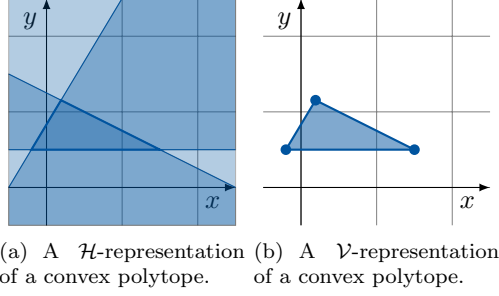 y
x
y
x
(a) A ℋ-representation
of a convex polytope.
(b) A 𝒱-representation
of a convex polytope.